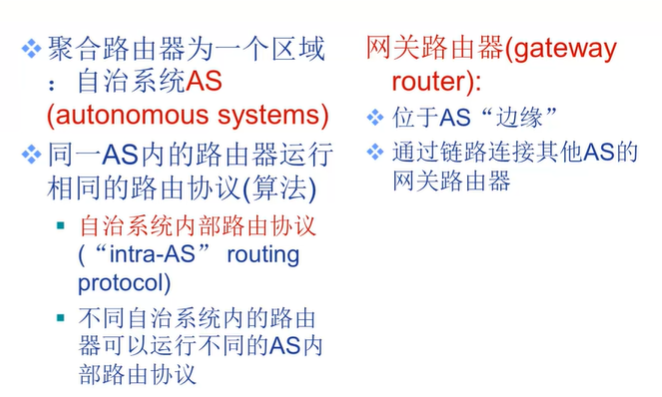 聚合路由器为一个区域
：自治系统AS
(autonomous systems)
同一AS内的路由器运行
相同的路由协议(算法)
自治系统内部路由协议
(“intra-AS” routing
protocol)
不同自治系统内的路由
器可以运行不同的AS内
部路由协议
网关路由器(gateway
router):
位于AS“边缘”
通过链路连接其他AS的
网关路由器